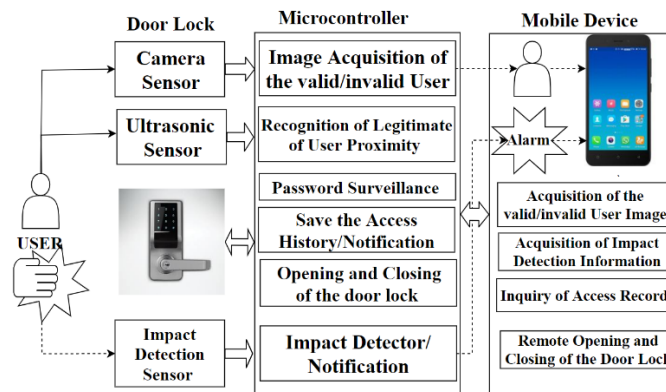 Door Lock
Microcontroller
Mobile Device
Camera
Sensor
Image Acquisition
of the valid/invalid User
Ultrasonic
Sensor
Recognition of Legitimate
of User Proximity
Alarm
Password Surveillance
USER
Save the Access
History/Notification
Opening and Closing
of the door lock
Acquisition of the
valid/invalid User Image
Acquisition of Impact
Detection Information
Inquiry of Access Record
Impact
Detection
Sensor
Impact Detector/
Notification
Remote Opening and
Closing of the Door Lock